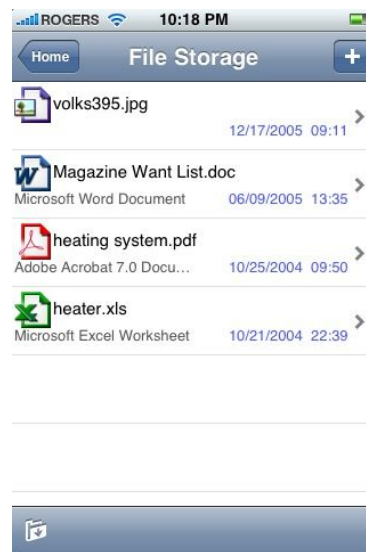 ROGERS 10:18 PM
Home File Storage +
volks395.jpg
12/17/2005 09:11
Magazine Want List.doc
Microsoft Word Document 06/09/2005 13:35
heating system.pdf
Adobe Acrobat 7.0 Docu... 10/25/2004 09:50
heater.xls
Microsoft Excel Worksheet 10/21/2004 22:39